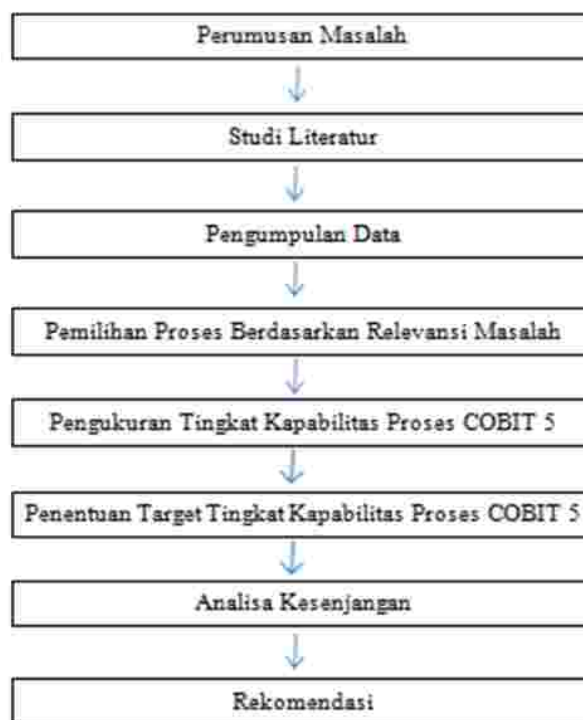 Perumusan Masalah
Studi Literatur
Pengumpulan Data
Pemilihan Proses Berdasarkan Relevansi Masalah
Pengukuran Tingkat Kapabilitas Proses COBIT 5
Penentuan Target Tingkat Kapabilitas Proses COBIT 5
Analisa Kesenjangan
Rekomendasi